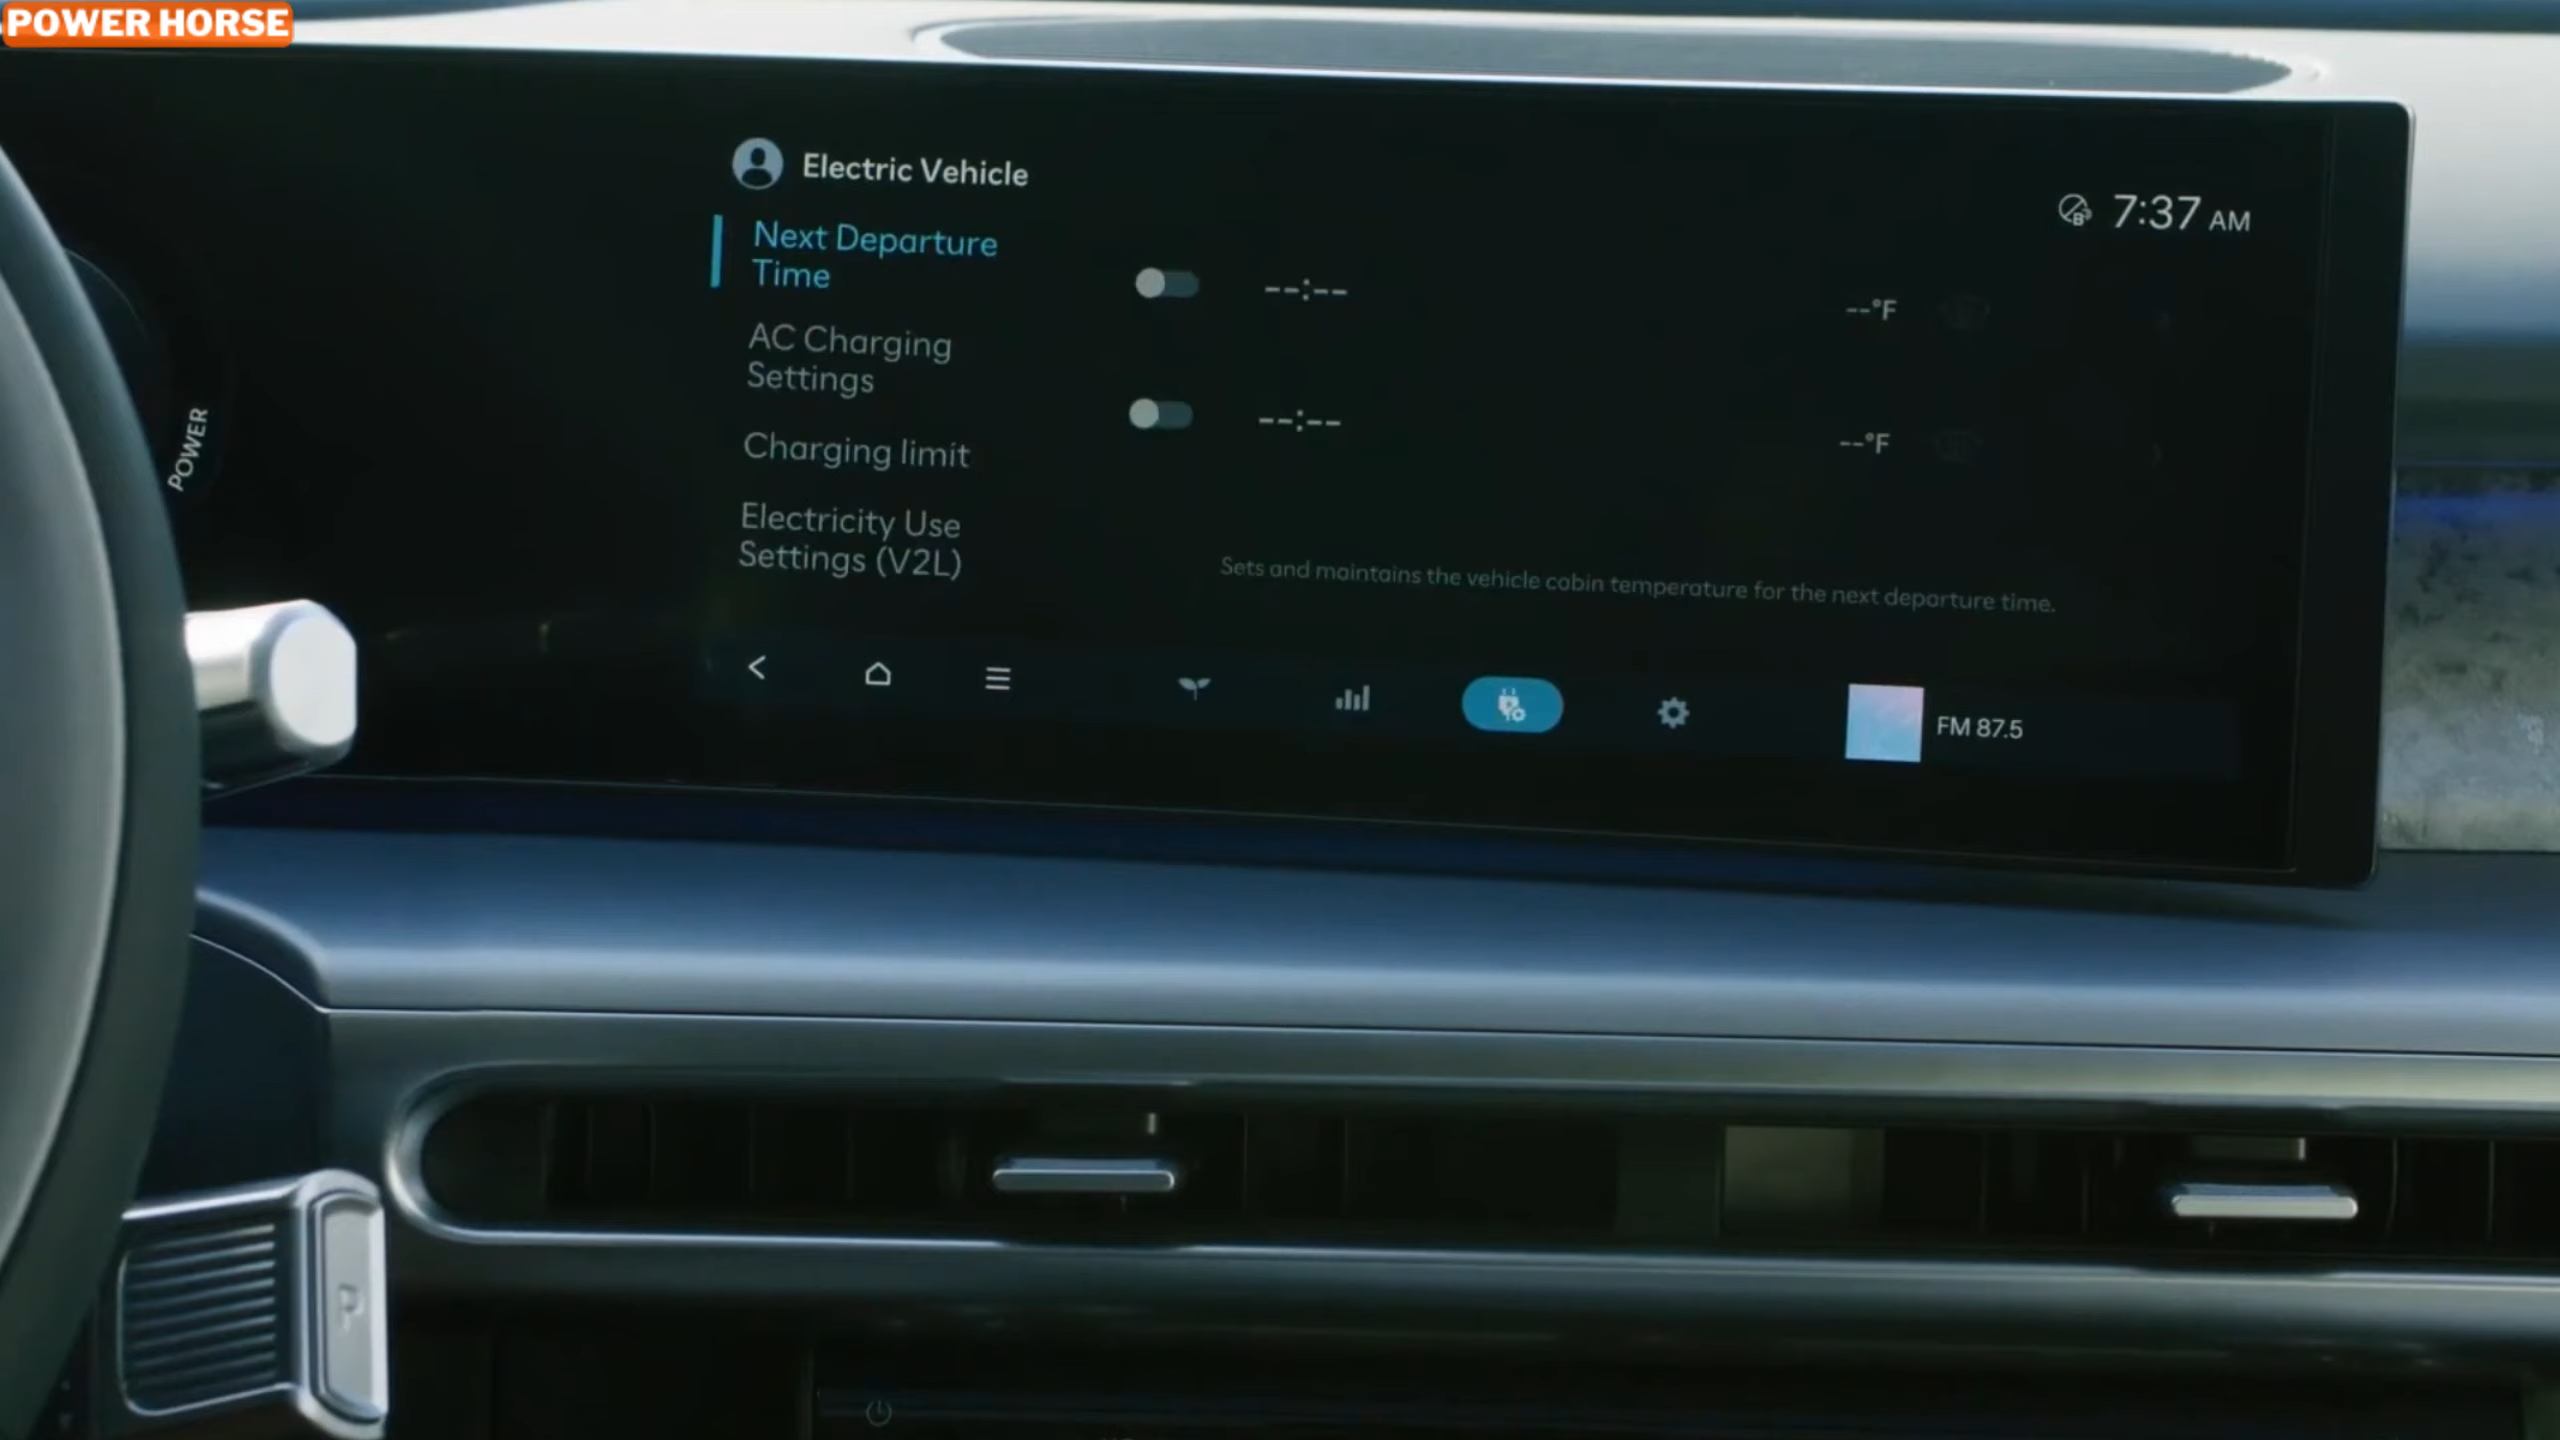 POWER HORSE
Electric Vehicle
7:37 AM
Next Departure
Time
--:--
--°F
AC Charging
Settings
--:--
--°F
Charging limit
Electricity Use
Settings (V2L)
Sets and maintains the vehicle cabin temperature for the next departure time.
FM 87.5
POWER
P